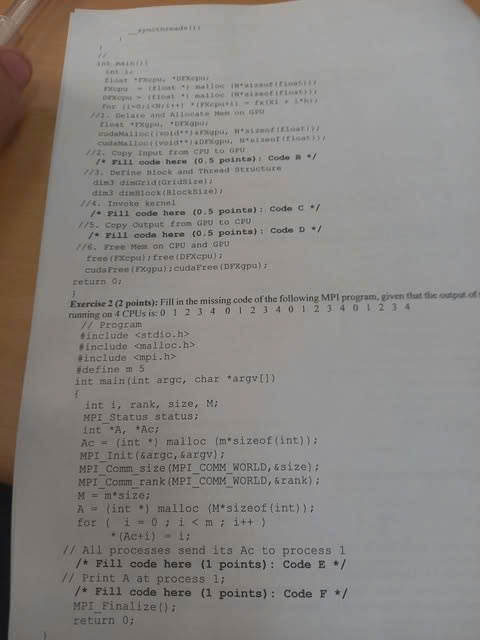 __syncthreads();
}
}
}
//
int main(){
int i;
float *FXcpu, *DFXcpu;
FXcpu = (float *) malloc (N*sizeof(float));
DFXcpu = (float *) malloc (N*sizeof(float));
for (i=0;i<N;i++) *(FXcpu+i) = fx(Xi + i*h);
//1. Delare and Allocate Mem on GPU
float *FXgpu, *DFXgpu;
cudaMalloc((void**)&FXgpu, N*sizeof(float));
cudaMalloc((void**)&DFXgpu, N*sizeof(float));
//2. Copy Input from CPU to GPU
/* Fill code here (0.5 points): Code B */
//3. Define Block and Thread Structure
dim3 dimGrid(GridSize);
dim3 dimBlock(BlockSize);
//4. Invoke kernel
/* Fill code here (0.5 points): Code C */
//5. Copy Output from GPU to CPU
/* Fill code here (0.5 points): Code D */
//6. Free Mem on CPU and GPU
free(FXcpu);free(DFXcpu);
cudaFree(FXgpu);cudaFree(DFXgpu);
return 0;
}
Exercise 2 (2 points): Fill in the missing code of the following MPI program, given that the output of
running on 4 CPUs is: 0 1 2 3 4 0 1 2 3 4 0 1 2 3 4 0 1 2 3 4
// Program
#include <stdio.h>
#include <malloc.h>
#include <mpi.h>
#define m 5
int main(int argc, char *argv[])
{
int i, rank, size, M;
MPI_Status status;
int *A, *Ac;
Ac = (int *) malloc (m*sizeof(int));
MPI_Init(&argc,&argv);
MPI_Comm_size(MPI_COMM_WORLD,&size);
MPI_Comm_rank(MPI_COMM_WORLD,&rank);
M = m*size;
A = (int *) malloc (M*sizeof(int));
for ( i = 0 ; i < m ; i++ )
*(Ac+i) = i;
// All processes send its Ac to process 1
/* Fill code here (1 points): Code E */
// Print A at process 1;
/* Fill code here (1 points): Code F */
MPI_Finalize();
return 0;